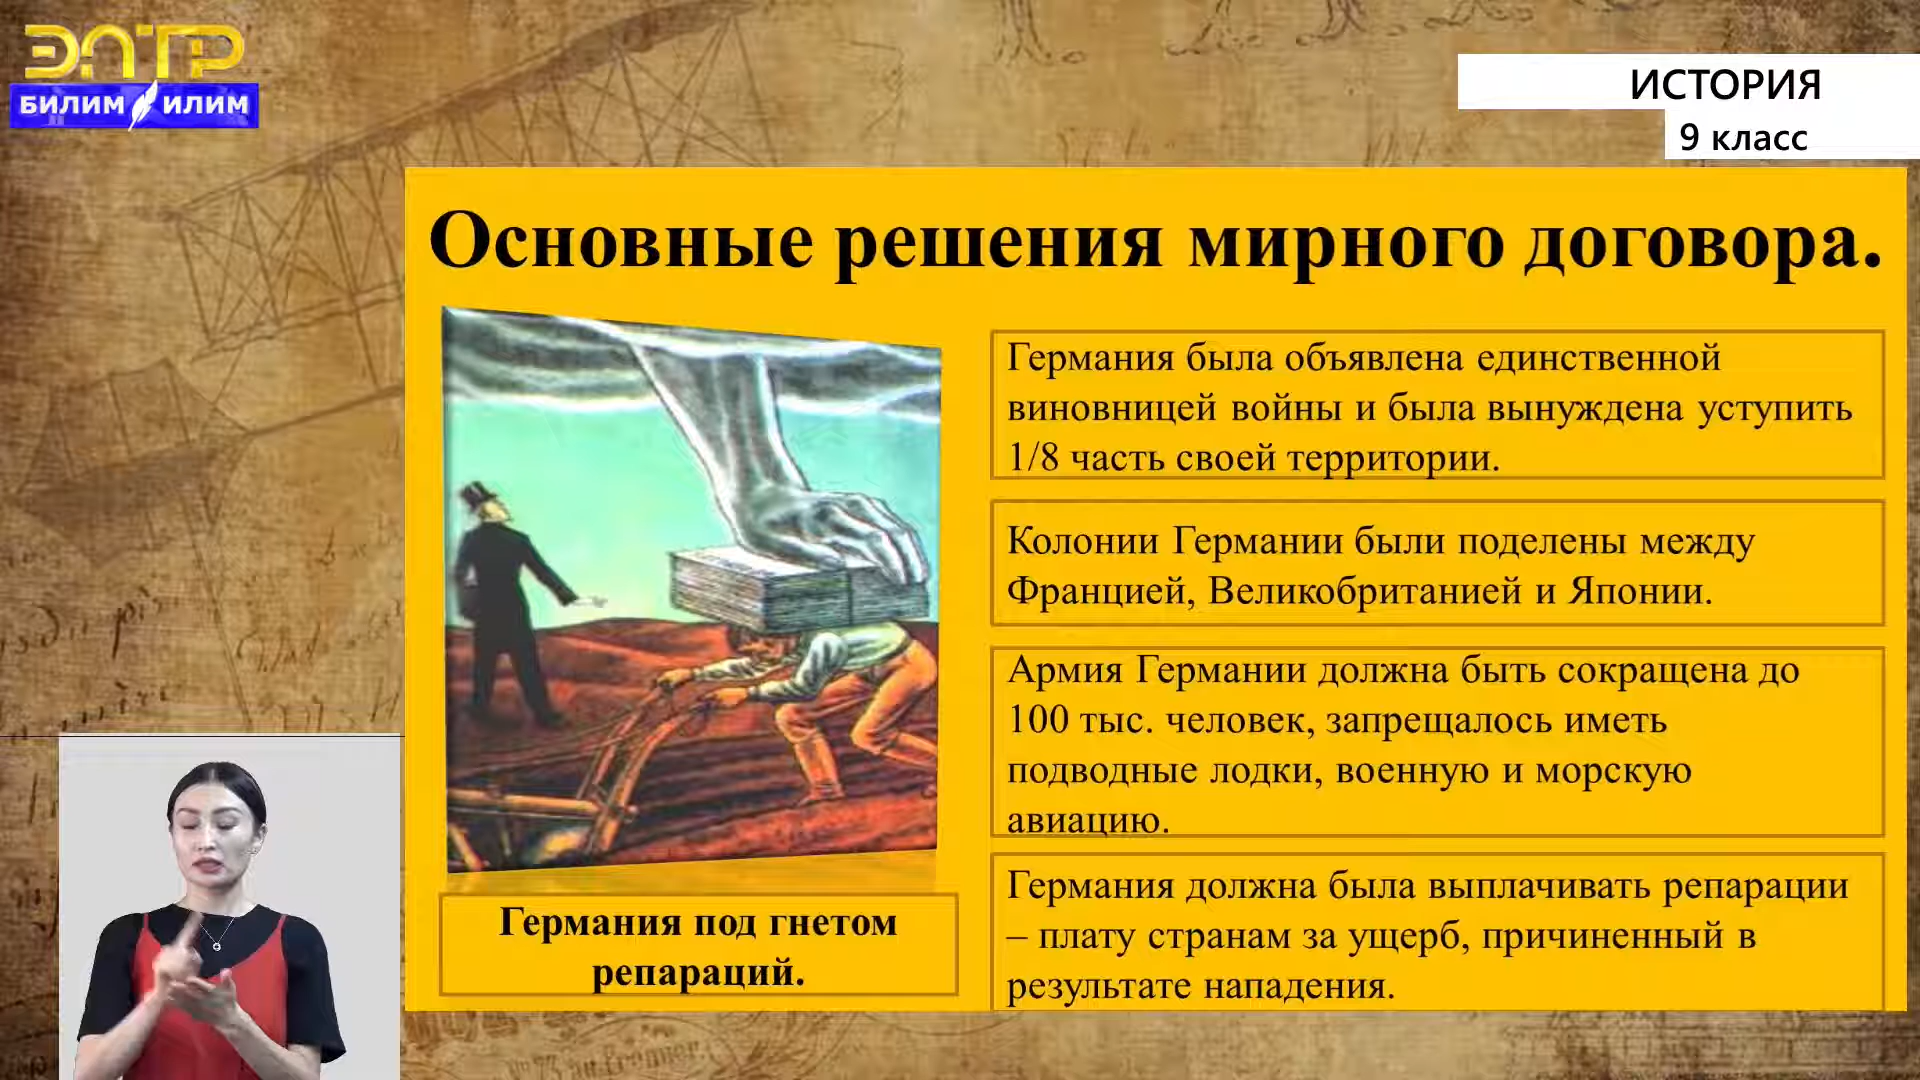 ЭЛТР
БИЛИМ ИЛИМ
ИСТОРИЯ
9 класс
Основные решения мирного договора.
Германия была объявлена единственной
виновницей войны и была вынуждена уступить
1/8 часть своей территории.
Колонии Германии были поделены между
Францией, Великобританией и Японии.
Армия Германии должна быть сокращена до
100 тыс. человек, запрещалось иметь
подводные лодки, военную и морскую
авиацию.
Германия должна была выплачивать репарации
– плату странам за ущерб, причиненный в
результате нападения.
Германия под гнетом
репараций.